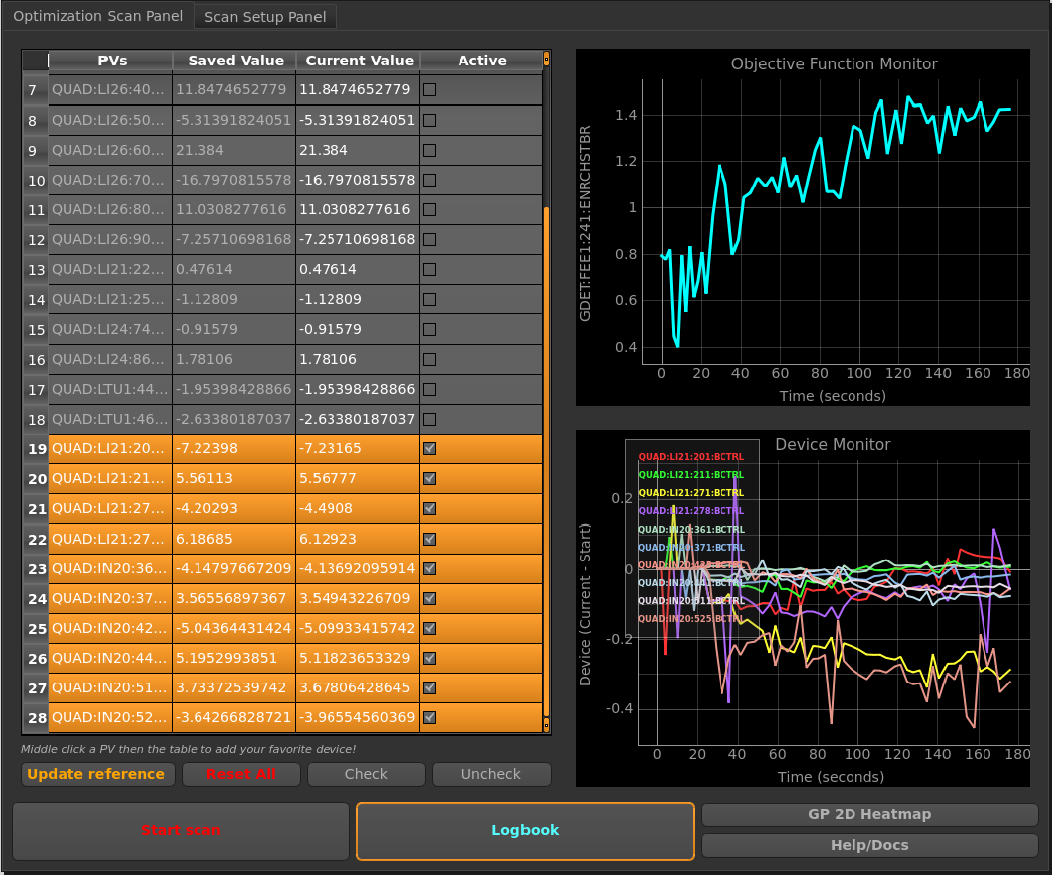 Optimization Scan Panel Scan Setup Panel
PVs Saved Value Current Value Active
7 QUAD:LI26:40... 11.8474652779 11.8474652779
8 QUAD:LI26:50... -5.31391824051 -5.31391824051
9 QUAD:LI26:60... 21.384 21.384
10 QUAD:LI26:70... -16.7970815578 -16.7970815578
11 QUAD:LI26:80... 11.0308277616 11.0308277616
12 QUAD:LI26:90... -7.25710698168 -7.25710698168
13 QUAD:LI21:22... 0.47614 0.47614
14 QUAD:LI21:25... -1.12809 -1.12809
15 QUAD:LI24:74... -0.91579 -0.91579
16 QUAD:LI24:86... 1.78106 1.78106
17 QUAD:LTU1:44... -1.95398428866 -1.95398428866
18 QUAD:LTU1:46... -2.63380187037 -2.63380187037
19 QUAD:LI21:20... -7.22398 -7.23165
20 QUAD:LI21:21... 5.56113 5.56777
21 QUAD:LI21:27... -4.20293 -4.4908
22 QUAD:LI21:27... 6.18685 6.12923
23 QUAD:IN20:36... -4.14797667209 -4.13692095914
24 QUAD:IN20:37... 3.56556897367 3.54943226709
25 QUAD:IN20:42... -5.04364431424 -5.09933415742
26 QUAD:IN20:44... 5.1952993851 5.11823653329
27 QUAD:IN20:51... 3.73372539742 3.67806428645
28 QUAD:IN20:52... -3.64266828721 -3.96554560369
Middle click a PV then the table to add your favorite device!
Update reference Reset All Check Uncheck
Start scan
Logbook
GP 2D Heatmap
Help/Docs
Objective Function Monitor
GDET:FEE1:241:ENRCHSTBR
1.4
1.2
1
0.8
0.6
0.4
0 20 40 60 80 100 120 140 160 180
Time (seconds)
Device Monitor
QUAD:LI21:201:BCTRL
QUAD:LI21:211:BCTRL
QUAD:LI21:271:BCTRL
QUAD:LI21:278:BCTRL
QUAD:IN20:361:BCTRL
QUAD:IN20:371:BCTRL
QUAD:IN20:425:BCTRL
QUAD:IN20:441:BCTRL
QUAD:IN20:511:BCTRL
QUAD:IN20:525:BCTRL
Device (Current - Start)
0.2
0
-0.2
-0.4
0 20 40 60 80 100 120 140 160 180
Time (seconds)